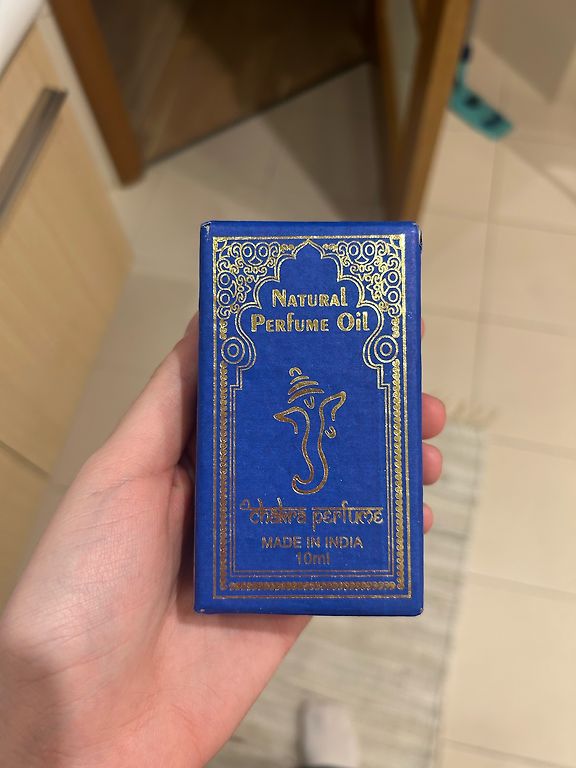 Natural
Perfume Oil
chakra perfume
MADE IN INDIA
10ml